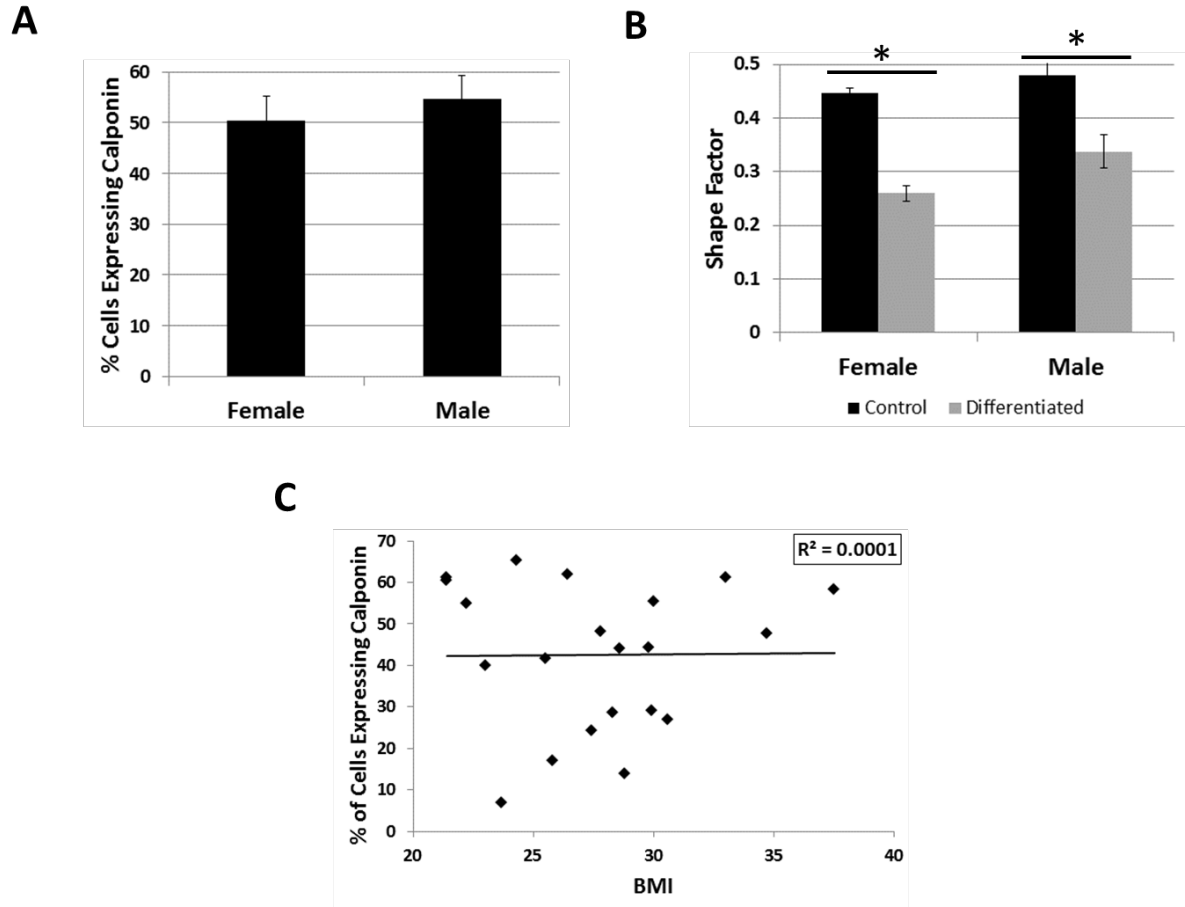 A
% Cells Expressing Calponin
60
50
40
30
20
10
0
Female Male
B
* *
Shape Factor
0.5
0.4
0.3
0.2
0.1
0
Female Male
Control Differentiated
C
% of Cells Expressing Calponin
70
60
50
40
30
20
10
0
R² = 0.0001
20 25 30 35 40
BMI